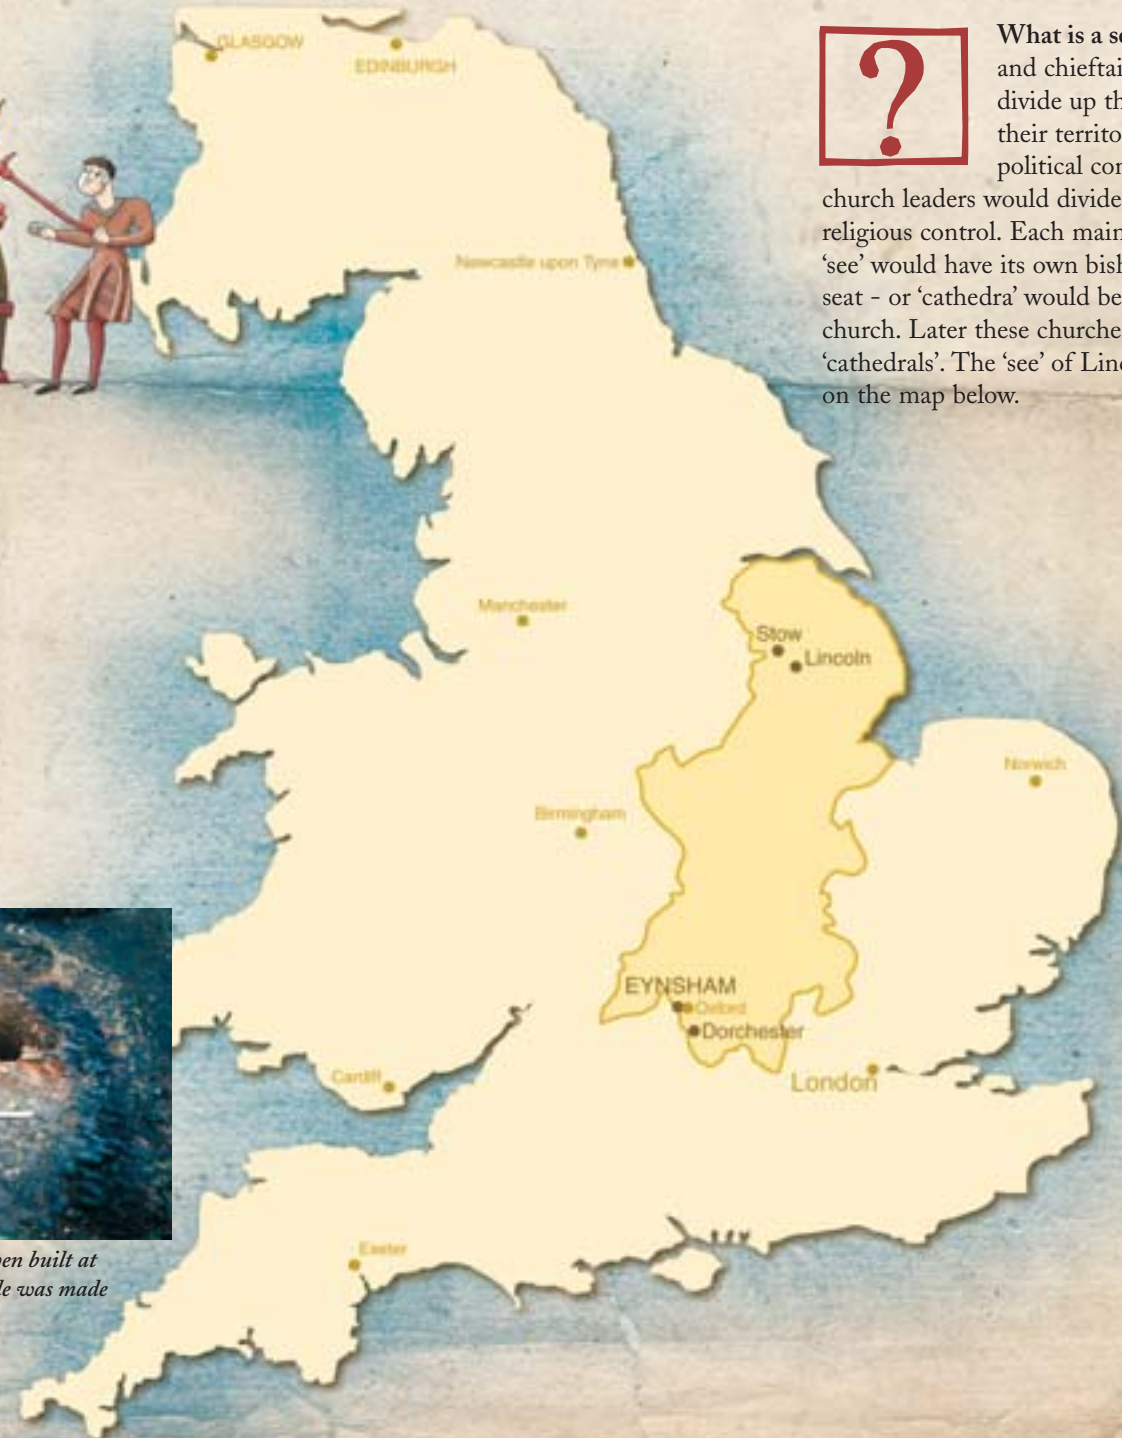 ?
What is a se
and chieftai
divide up th
their territo
political con
church leaders would divide
religious control. Each main
‘see’ would have its own bish
seat - or ‘cathedra’ would be
church. Later these churche
‘cathedrals’. The ‘see’ of Linc
on the map below.
GLASGOW
EDINBURGH
Newcastle upon Tyne
Manchester
Stow
Lincoln
Norwich
Birmingham
EYNSHAM
Oxford
Dorchester
Cardiff
London
Exeter
en built at
le was made